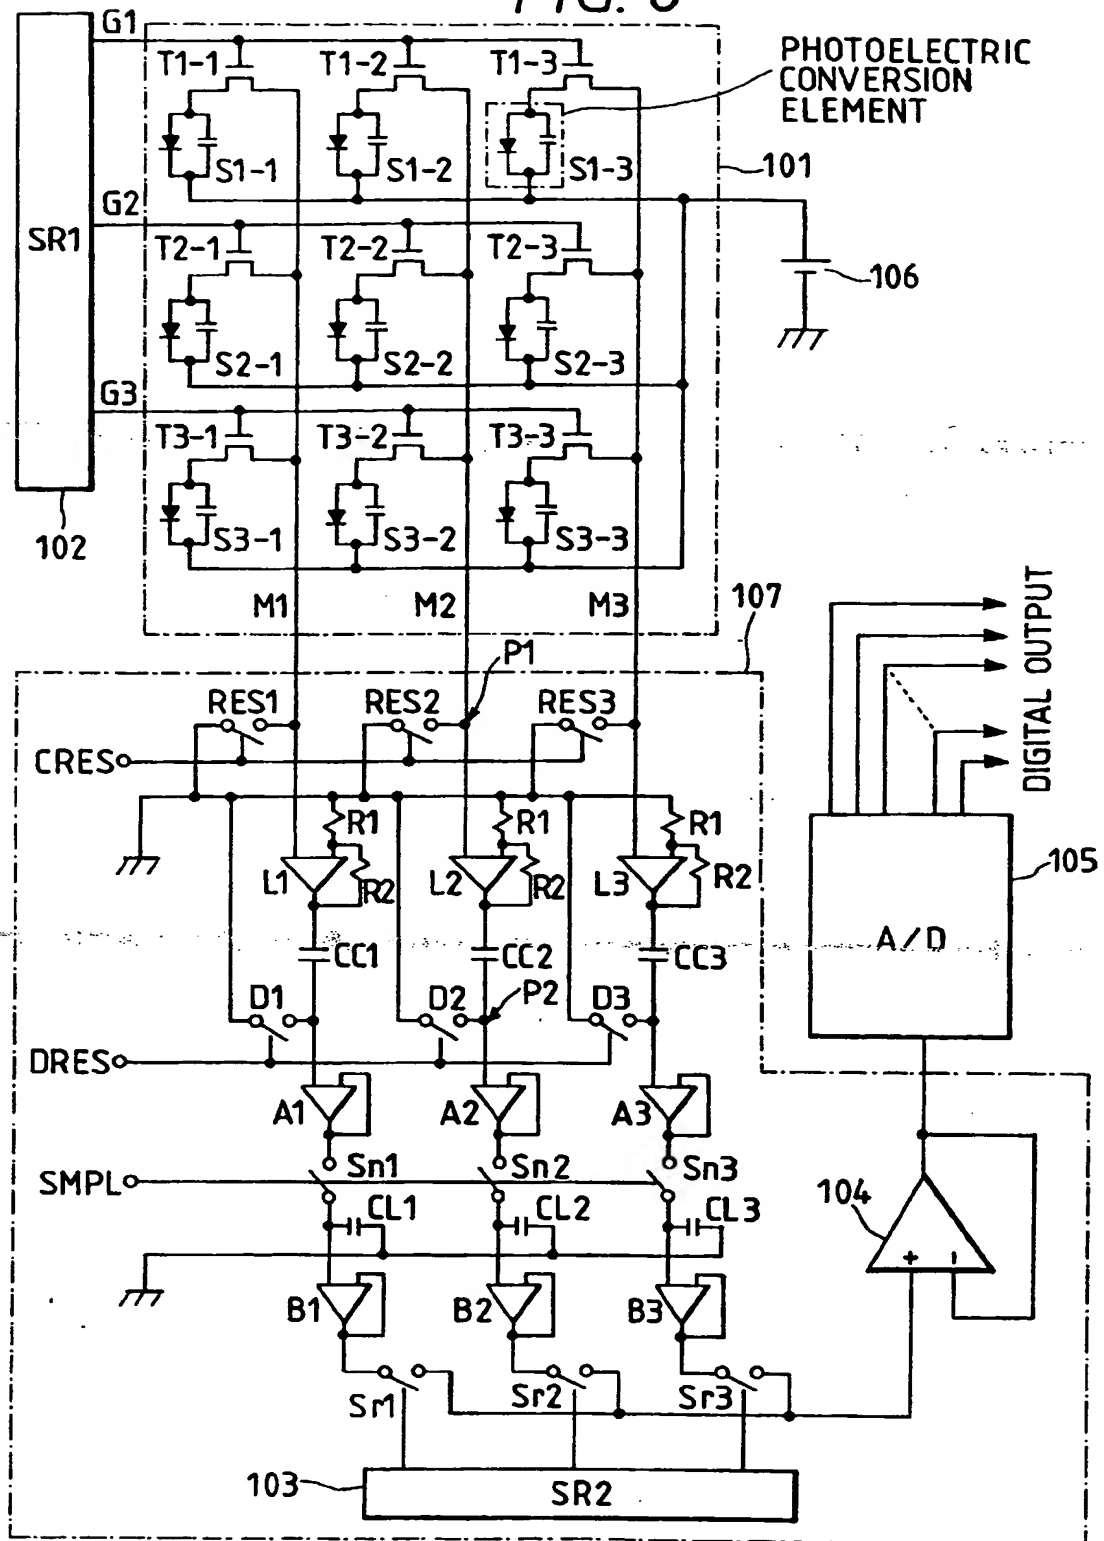 FIG. 6
G1
T1-1
T1-2
T1-3
PHOTOELECTRIC
CONVERSION
ELEMENT
S1-1
S1-2
S1-3
101
G2
SR1
T2-1
T2-2
T2-3
106
S2-1
S2-2
S2-3
G3
T3-1
T3-2
T3-3
102
S3-1
S3-2
S3-3
M1
M2
M3
107
DIGITAL OUTPUT
P1
RES1
RES2
RES3
CRES
R1
R1
R1
L1
R2
L2
R2
L3
R2
105
A/D
CC1
CC2
CC3
D1
D2
P2
D3
DRES
A1
A2
A3
Sn1
Sn2
Sn3
SMPL
CL1
CL2
CL3
104
+
-
B1
B2
B3
Sr1
Sr2
Sr3
103
SR2